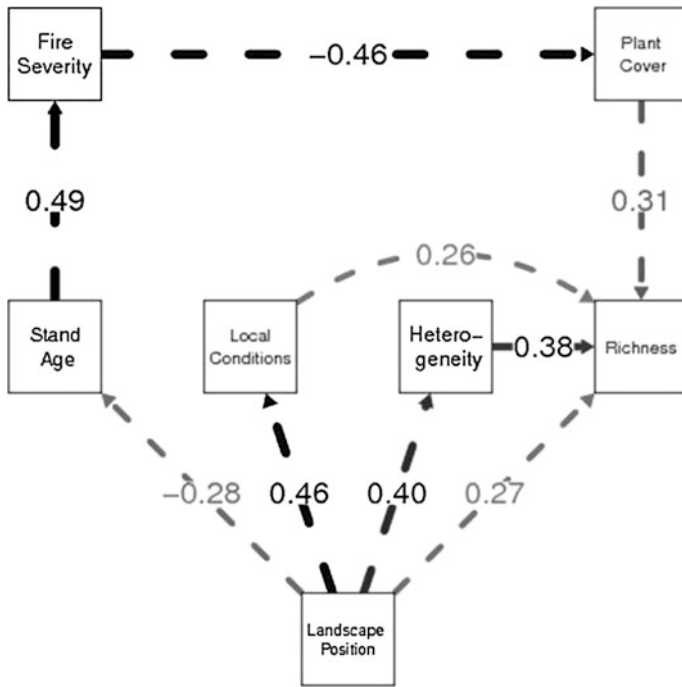 Fire
Severity
−0.46
Plant
Cover
0.49
0.31
0.26
Stand
Age
Local
Conditions
Hetero-
geneity
0.38
Richness
−0.28
0.46
0.40
0.27
Landscape
Position